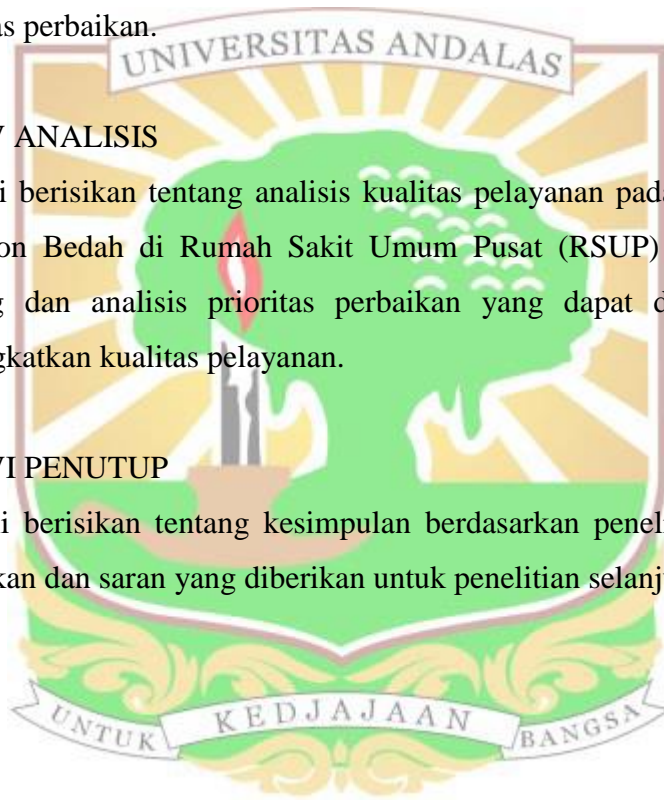 as perbaikan.
UNIVERSITAS ANDALAS
V ANALISIS
i berisikan tentang analisis kualitas pelayanan pada
on Bedah di Rumah Sakit Umum Pusat (RSUP)
g dan analisis prioritas perbaikan yang dapat d
gkatkan kualitas pelayanan.
VI PENUTUP
i berisikan tentang kesimpulan berdasarkan penel
kan dan saran yang diberikan untuk penelitian selanj
UNTUK KEDJAJAAN BANGSA